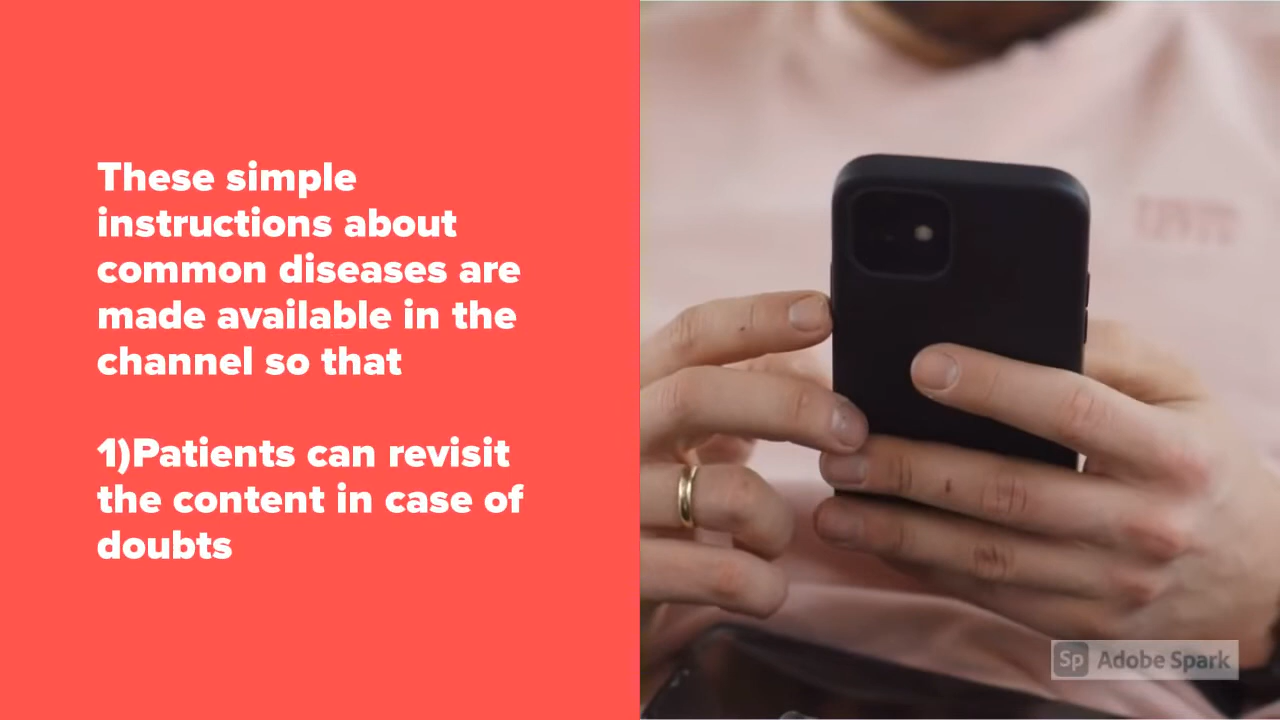 These simple
instructions about
common diseases are
made available in the
channel so that
1)Patients can revisit
the content in case of
doubts
Sp Adobe Spark